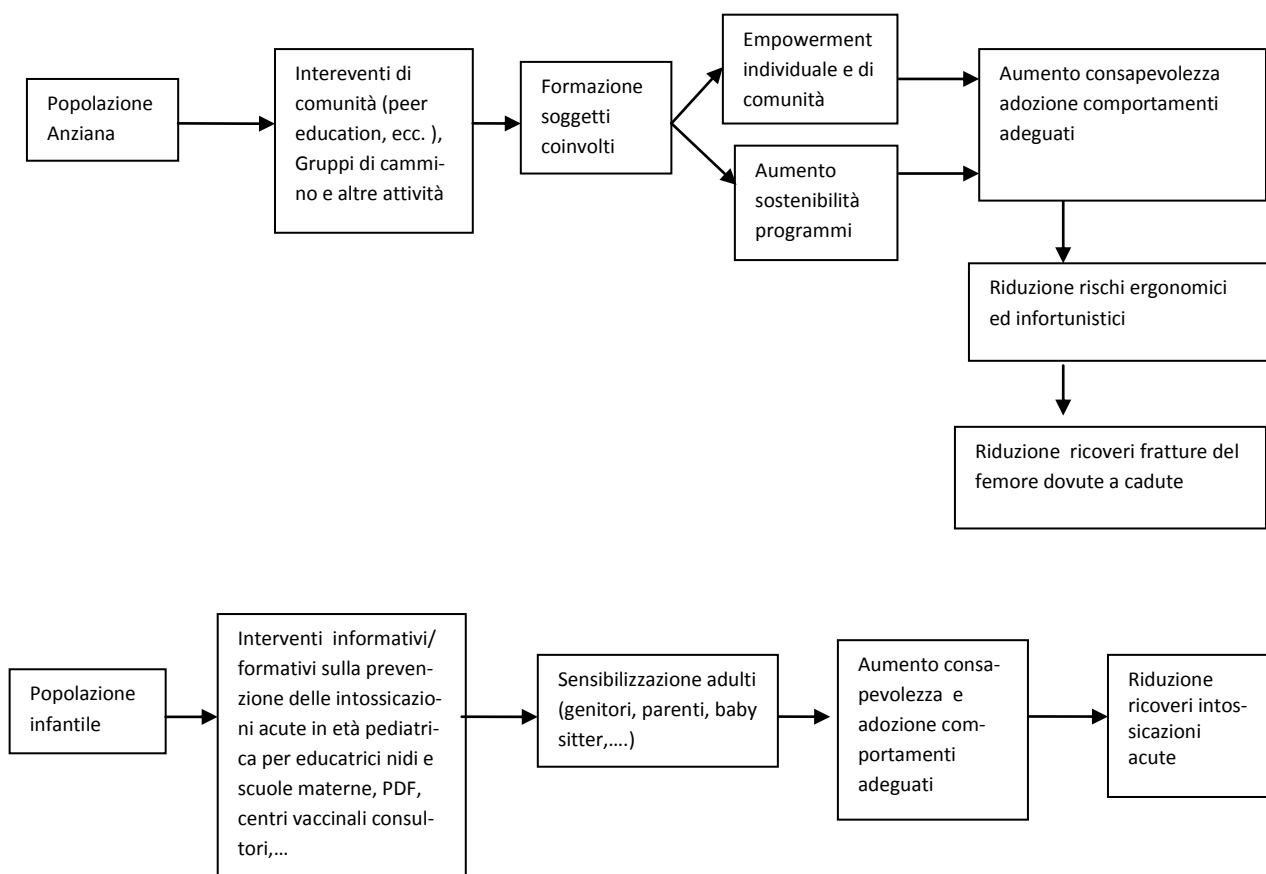 Popolazione
Anziana
Intereventi di
comunità (peer
education, ecc. ),
Gruppi di cammi-
no e altre attività
Formazione
soggetti
coinvolti
Empowerment
individuale e di
comunità
Aumento
sostenibilità
programmi
Aumento consapevolezza
adozione comportamenti
adeguati
Riduzione rischi ergonomici
ed infortunistici
Riduzione  ricoveri fratture del
femore dovute a cadute
Popolazione
infantile
Interventi  informativi/
formativi sulla preven-
zione delle intossicazio-
ni acute in età pediatri-
ca per educatrici nidi e
scuole materne, PDF,
centri vaccinali consul-
tori,...
Sensibilizzazione adulti
(genitori, parenti, baby
sitter,....)
Aumento consa-
pevolezza  e
adozione com-
portamenti
adeguati
Riduzione
ricoveri intos-
sicazioni
acute